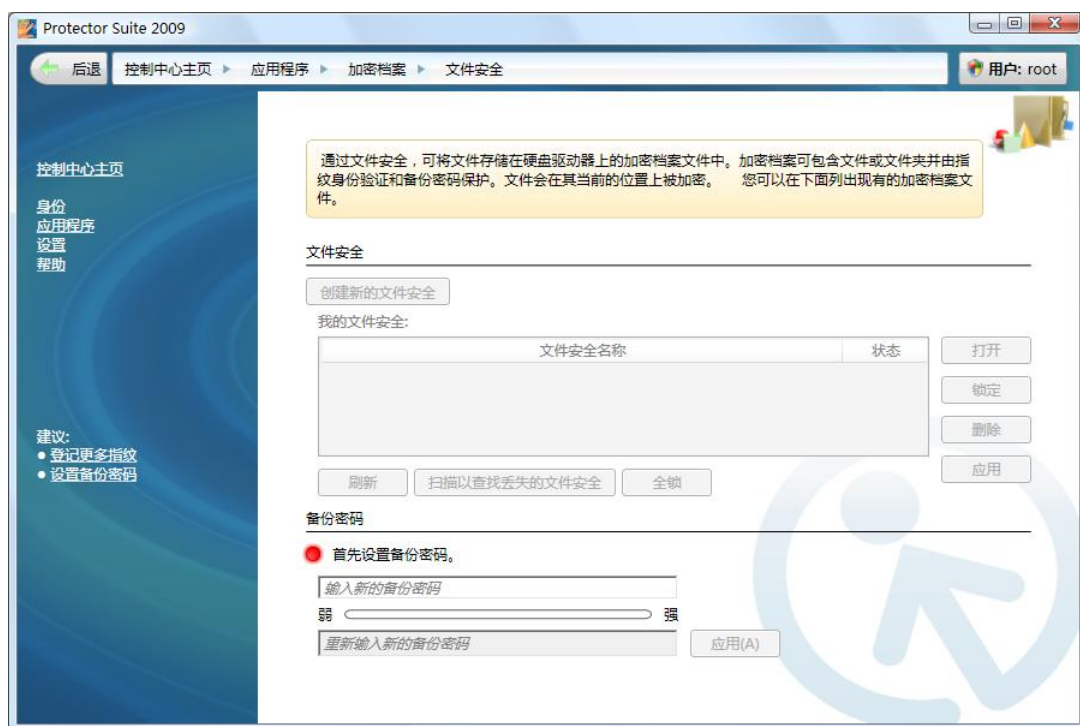 Protector Suite 2009
后退 控制中心主页 应用程序 加密档案 文件安全 用户: root
控制中心主页
身份
应用程序
设置
帮助
建议:
登记更多指纹
设置备份密码
通过文件安全，可将文件存储在硬盘驱动器上的加密档案文件中。加密档案可包含文件或文件夹并由指
纹身份验证和备份密码保护。文件会在其当前的位置上被加密。 您可以在下面列出现有的加密档案文
件。
文件安全
创建新的文件安全
我的文件安全:
文件安全名称 状态
打开
锁定
删除
应用
刷新 扫描以查找丢失的文件安全 全锁
备份密码
首先设置备份密码。
输入新的备份密码
弱 强
重新输入新的备份密码 应用(A)